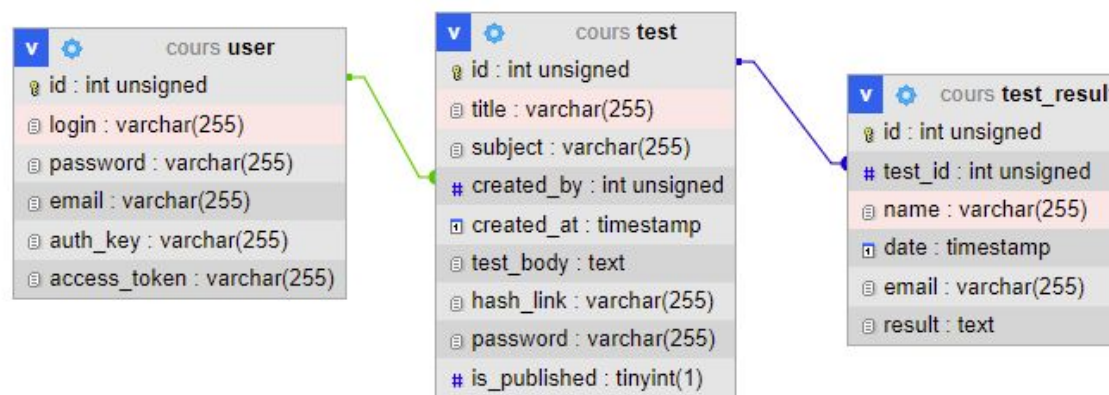 v cours user
id : int unsigned
login : varchar(255)
password : varchar(255)
email : varchar(255)
auth_key : varchar(255)
access_token : varchar(255)
v cours test
id : int unsigned
title : varchar(255)
subject : varchar(255)
# created_by : int unsigned
created_at : timestamp
test_body : text
hash_link : varchar(255)
password : varchar(255)
# is_published : tinyint(1)
v cours test_result
id : int unsigned
# test_id : int unsigned
name : varchar(255)
date : timestamp
email : varchar(255)
result : text